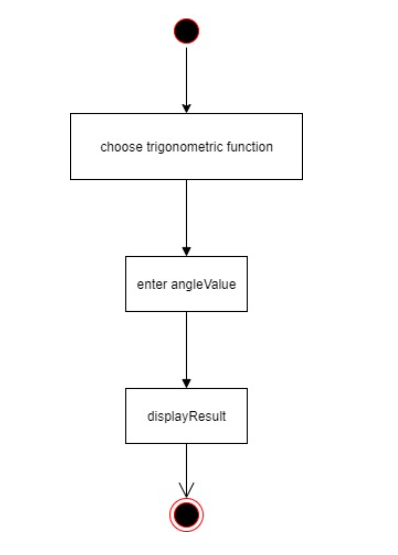 choose trigonometric function
enter angleValue
displayResult